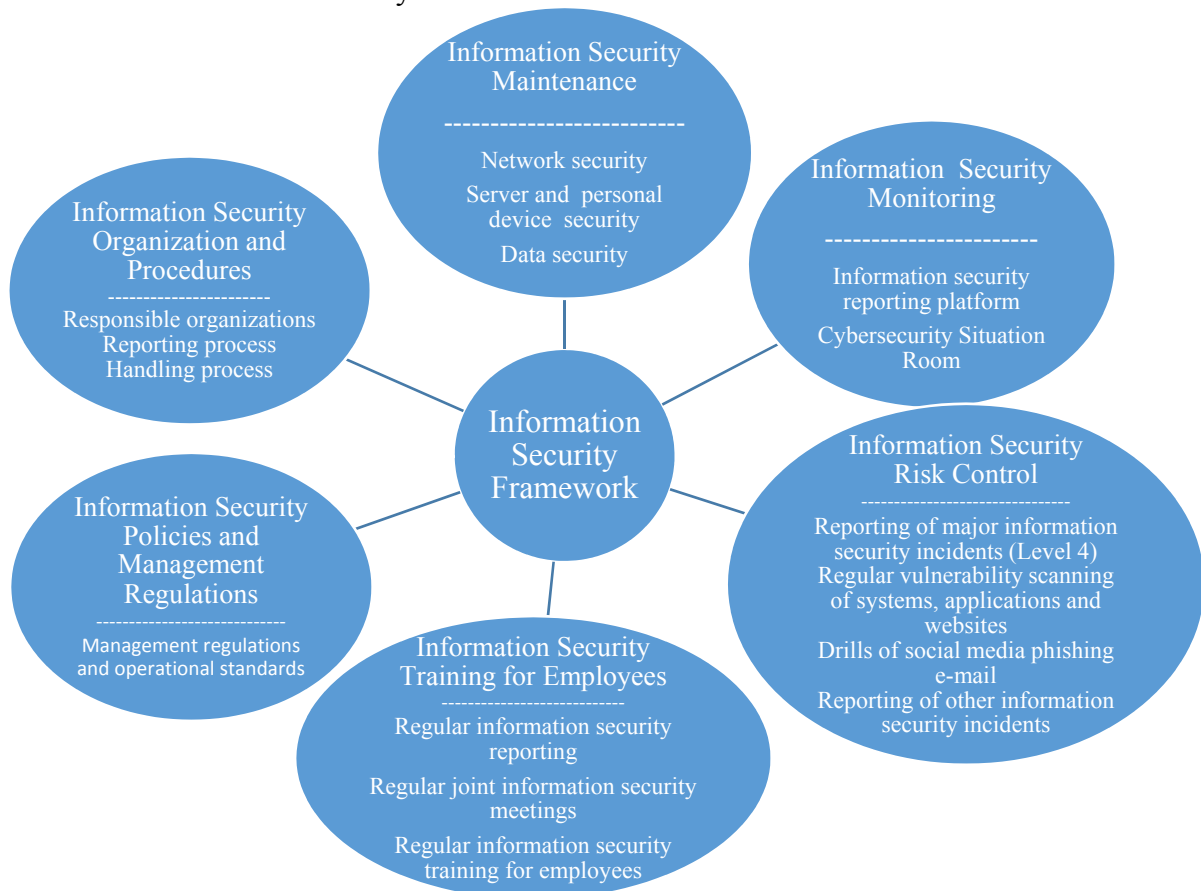 Information Security
Maintenance
--------------------------
Network security
Server and personal
device security
Data security
Information Security
Monitoring
-----------------------
Information security
reporting platform
Cybersecurity Situation
Room
Information Security
Organization and
Procedures
-----------------------
Responsible organizations
Reporting process
Handling process
Information
Security
Framework
Information Security
Risk Control
--------------------------------
Reporting of major information
security incidents (Level 4)
Regular vulnerability scanning
of systems, applications and
websites
Drills of social media phishing
e-mail
Reporting of other information
security incidents
Information Security
Policies and
Management
Regulations
-----------------------------
Management regulations
and operational standards
Information Security
Training for Employees
----------------------------
Regular information security
reporting
Regular joint information security
meetings
Regular information security
training for employees